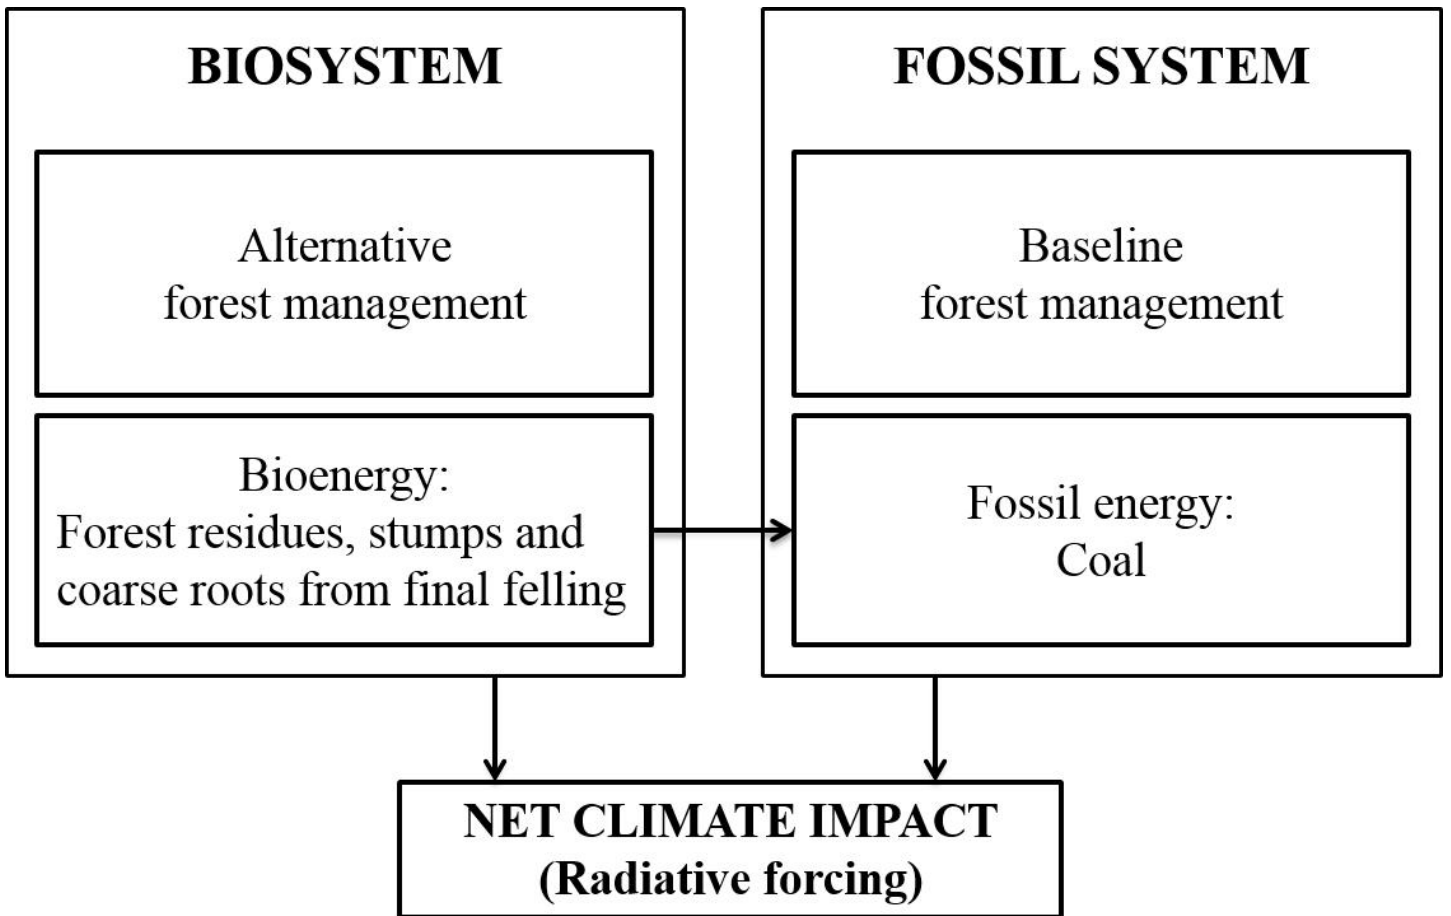 BIOSYSTEM
Alternative
forest management
Bioenergy:
Forest residues, stumps and
coarse roots from final felling
FOSSIL SYSTEM
Baseline
forest management
Fossil energy:
Coal
NET CLIMATE IMPACT
(Radiative forcing)